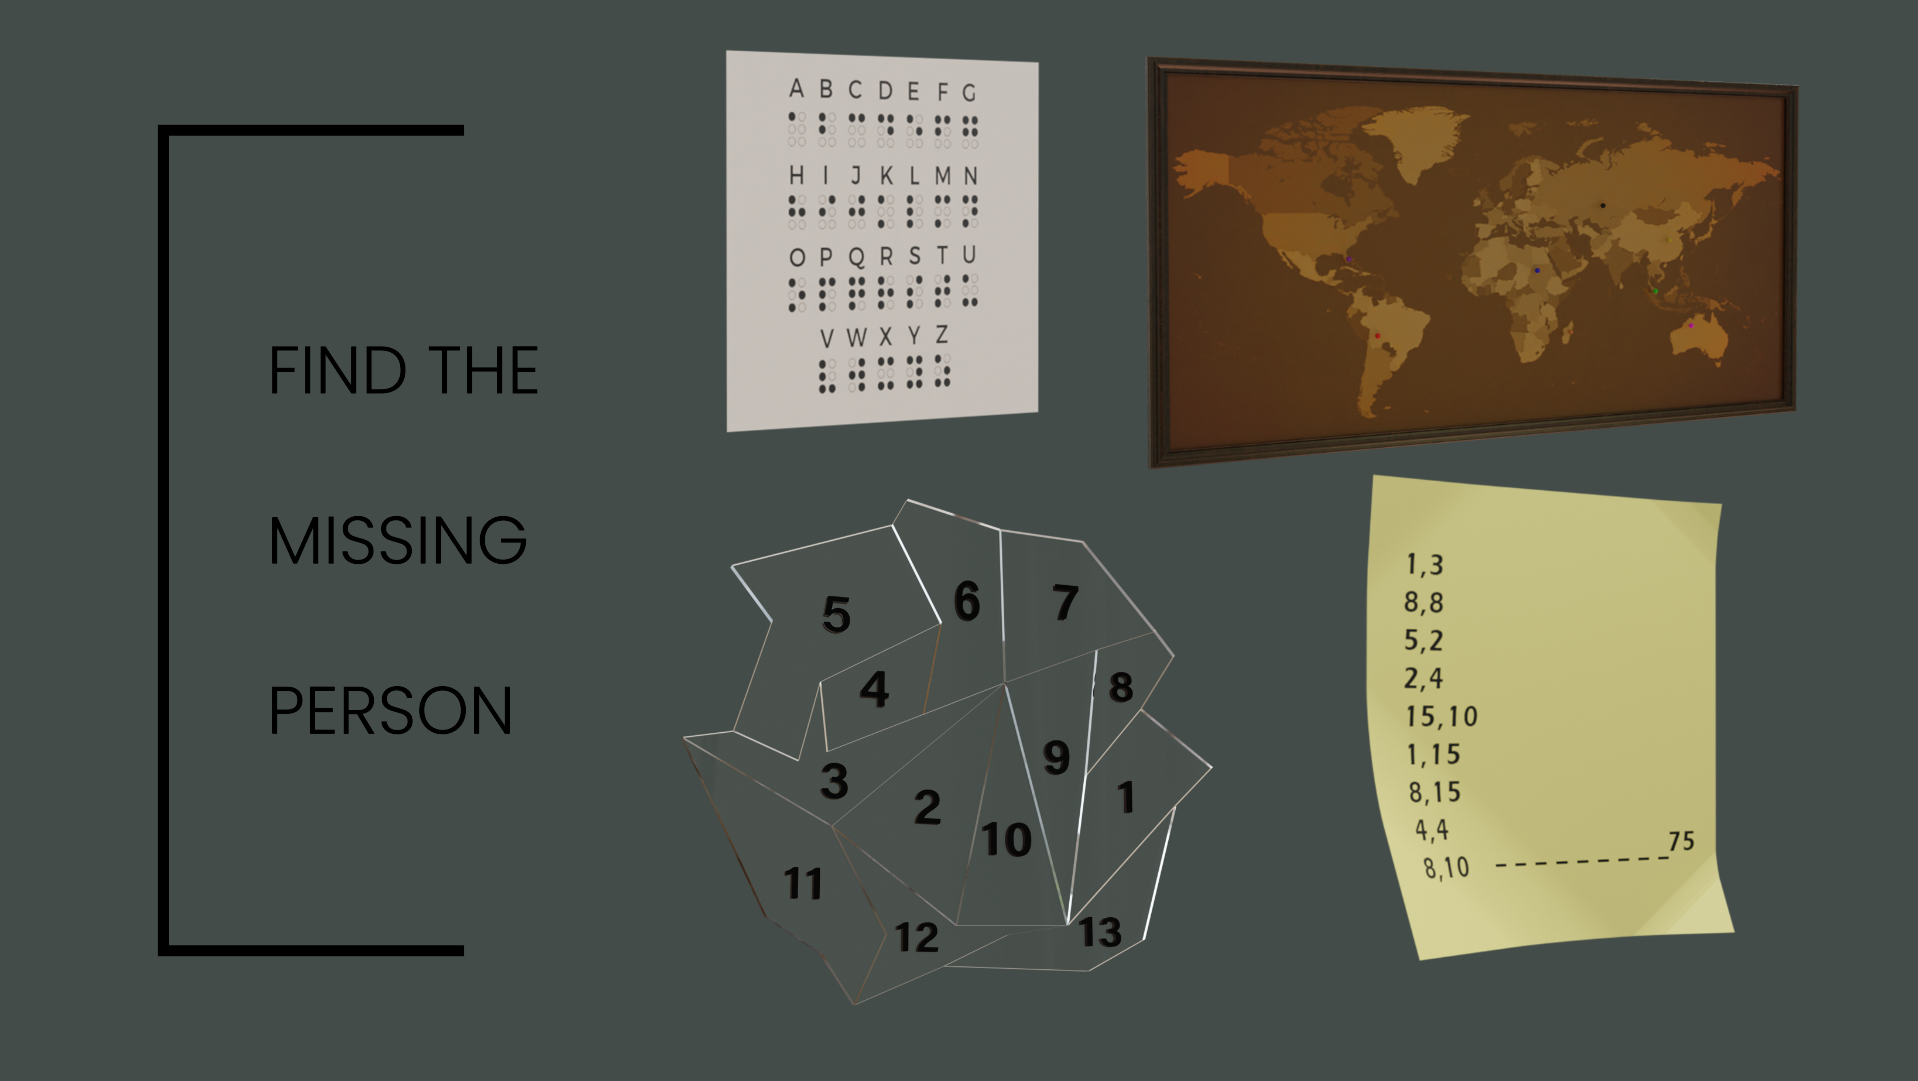 FIND THE
MISSING
PERSON
A B C D E F G
H I J K L M N
O P Q R S T U
V W X Y Z
5
6
7
4
8
3
9
2
1
10
11
12
13
1,3
8,8
5,2
2,4
15,10
1,15
8,15
4,4
8,10 _ _ _ _ _ _ _ _ _ 75